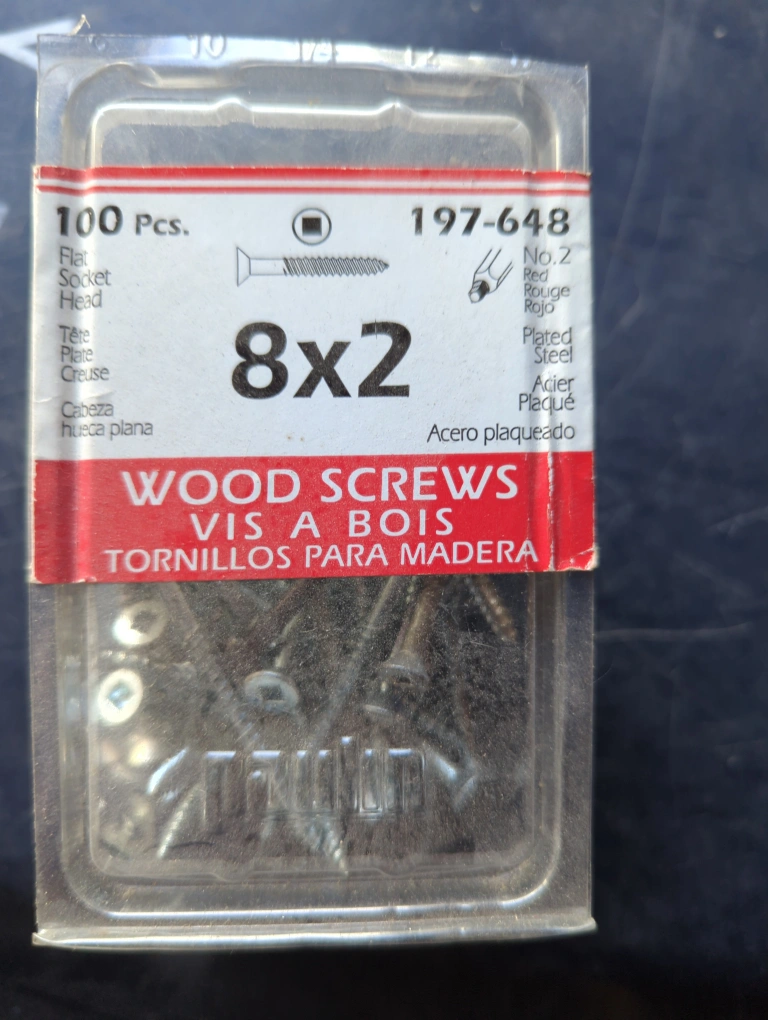 100 Pcs.
197-648
Flat
Socket
Head
No.2
Red
Rouge
Rojo
8x2
Tête
Plate
Creuse
Plated
Steel
Acier
Plaqué
Cabeza
hueca plana
Acero plaqueado
WOOD SCREWS
VIS A BOIS
TORNILLOS PARA MADERA
paulin